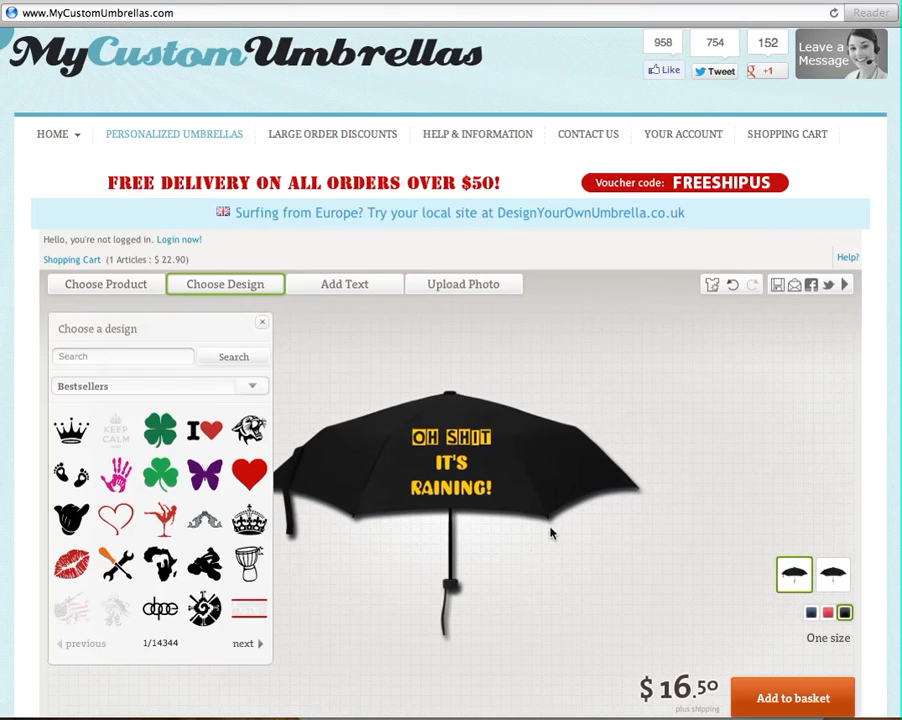 www.MyCustomUmbrellas.com
Reader
MyCustomUmbrellas
958
754
152
Like
Tweet
+1
Leave a
Message
HOME
PERSONALIZED UMBRELLAS
LARGE ORDER DISCOUNTS
HELP & INFORMATION
CONTACT US
YOUR ACCOUNT
SHOPPING CART
FREE DELIVERY ON ALL ORDERS OVER $50!
Voucher code: FREESHIPUS
Surfing from Europe? Try your local site at DesignYourOwnUmbrella.co.uk
Hello, you're not logged in. Login now!
Shopping Cart (1 Articles : $ 22.90)
Help?
Choose Product
Choose Design
Add Text
Upload Photo
Choose a design
Search
Search
Bestsellers
KEEP
CALM
I
dope
OH SHIT
IT'S
RAINING!
previous
1/14344
next
One size
$ 16.50
plus shipping
Add to basket